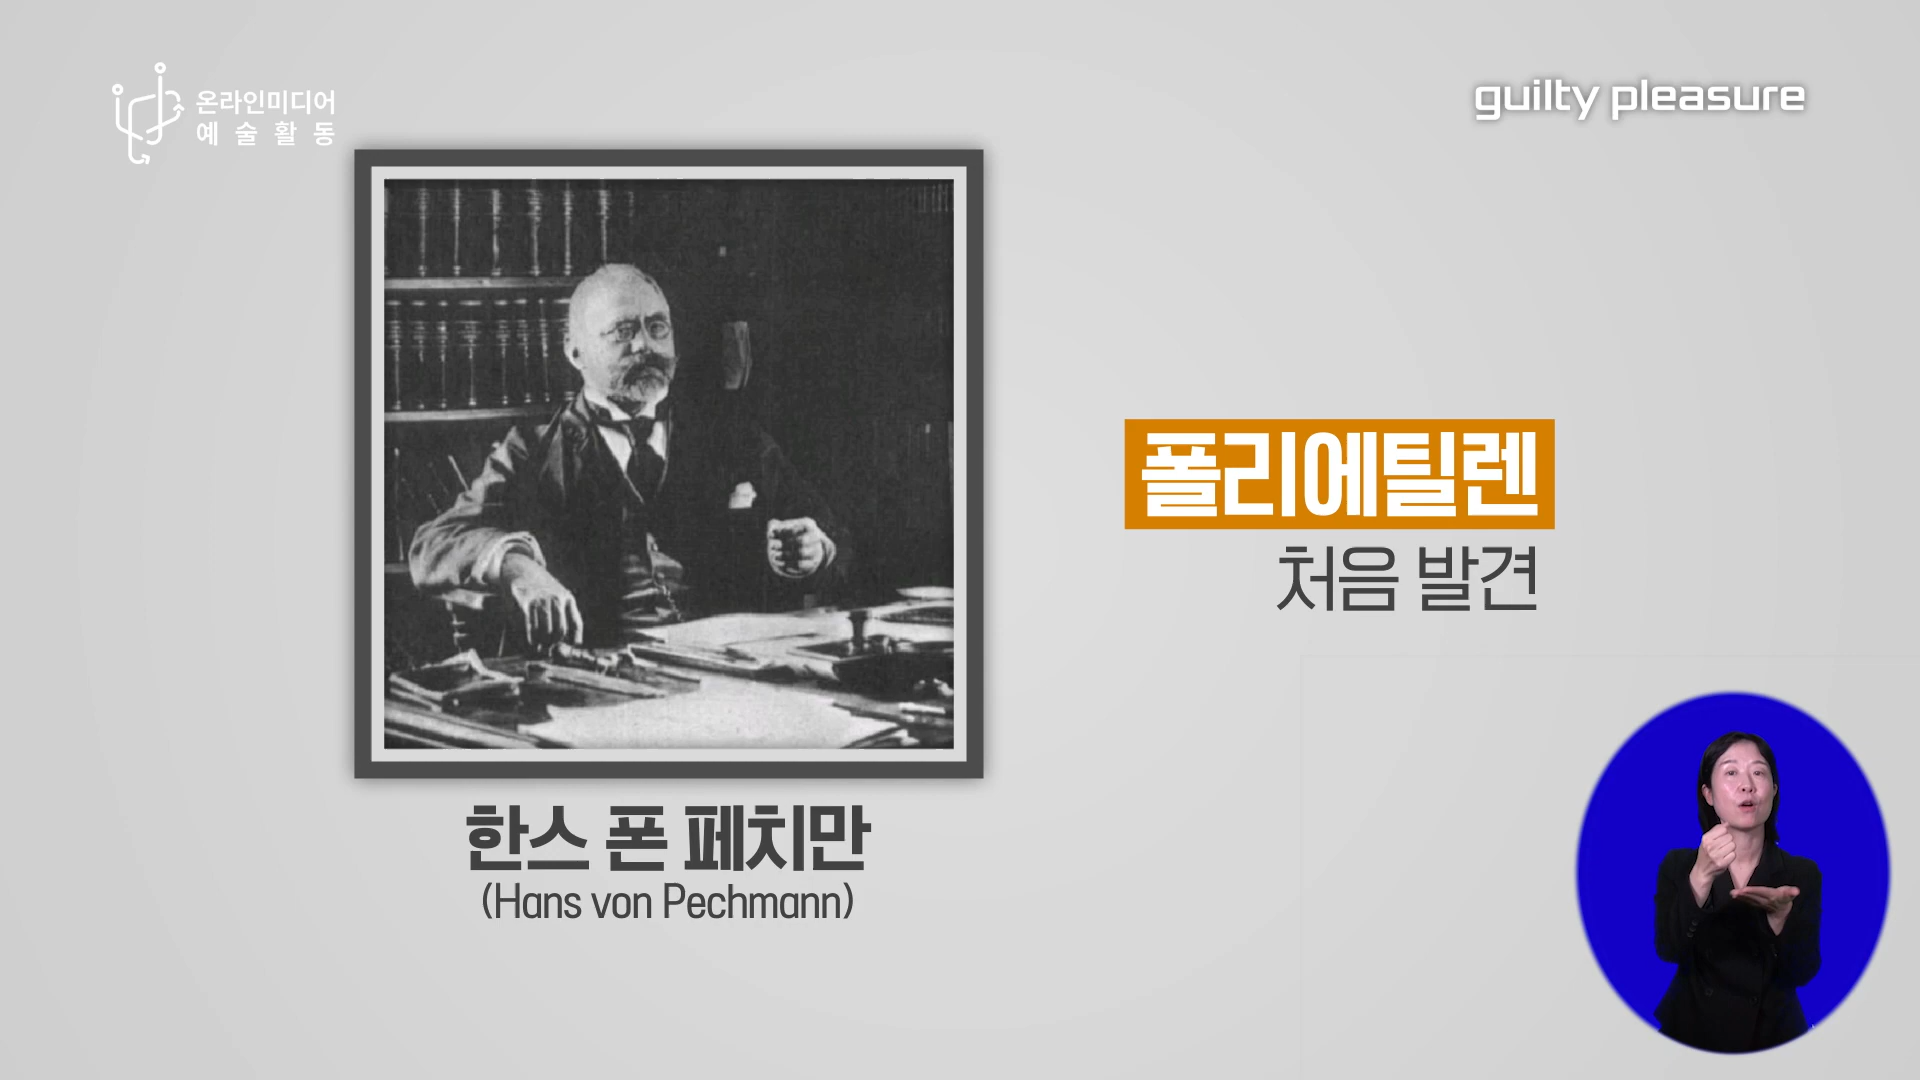 온라인미디어
예술활동
guilty pleasure
폴리에틸렌
처음 발견
한스 폰 페치만
(Hans von Pechmann)